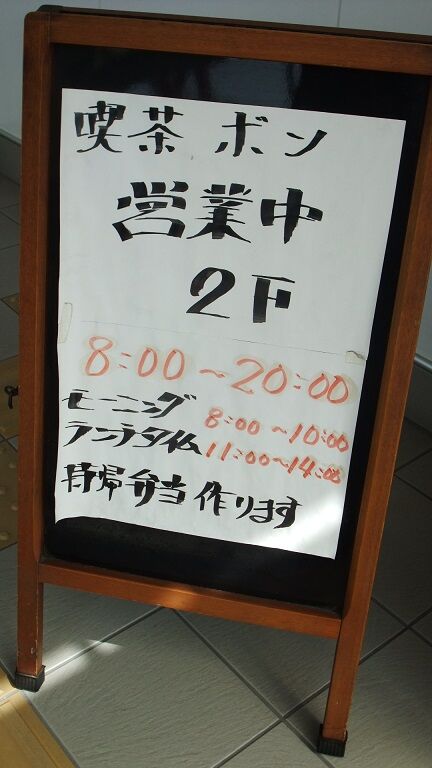 喫茶 ボン
営業中
2F
8:00～20:00
モーニング 8:00～10:00
ランチタイム 11:00～14:00
持帰弁当 作ります